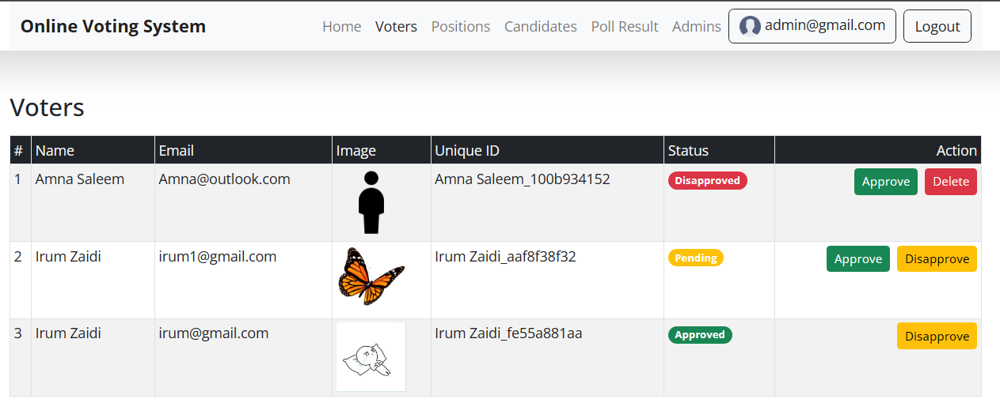 Online Voting System Home Voters Positions Candidates Poll Result Admins admin@gmail.com Logout
Voters
# Name Email Image Unique ID Status Action
1 Amna Saleem Amna@outlook.com Amna Saleem_100b934152 Disapproved Approve Delete
2 Irum Zaidi irum1@gmail.com Irum Zaidi_aaf8f38f32 Pending Approve Disapprove
3 Irum Zaidi irum@gmail.com Irum Zaidi_fe55a881aa Approved Disapprove